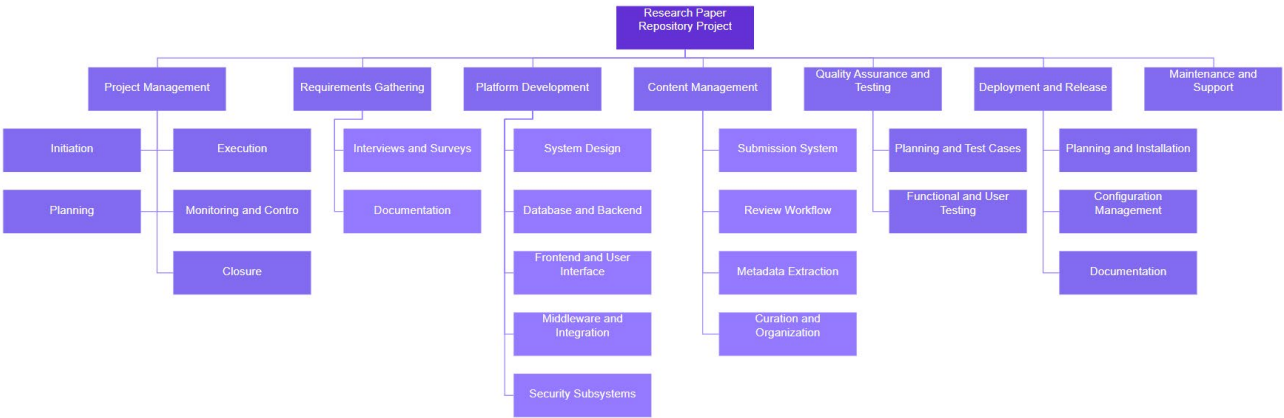 Research Paper
Repository Project
Project Management
Requirements Gathering
Platform Development
Content Management
Quality Assurance and
Testing
Deployment and Release
Maintenance and
Support
Initiation
Execution
Interviews and Surveys
System Design
Submission System
Planning and Test Cases
Planning and Installation
Planning
Monitoring and Contro
Documentation
Database and Backend
Review Workflow
Functional and User
Testing
Configuration
Management
Closure
Frontend and User
Interface
Metadata Extraction
Documentation
Middleware and
Integration
Curation and
Organization
Security Subsystems